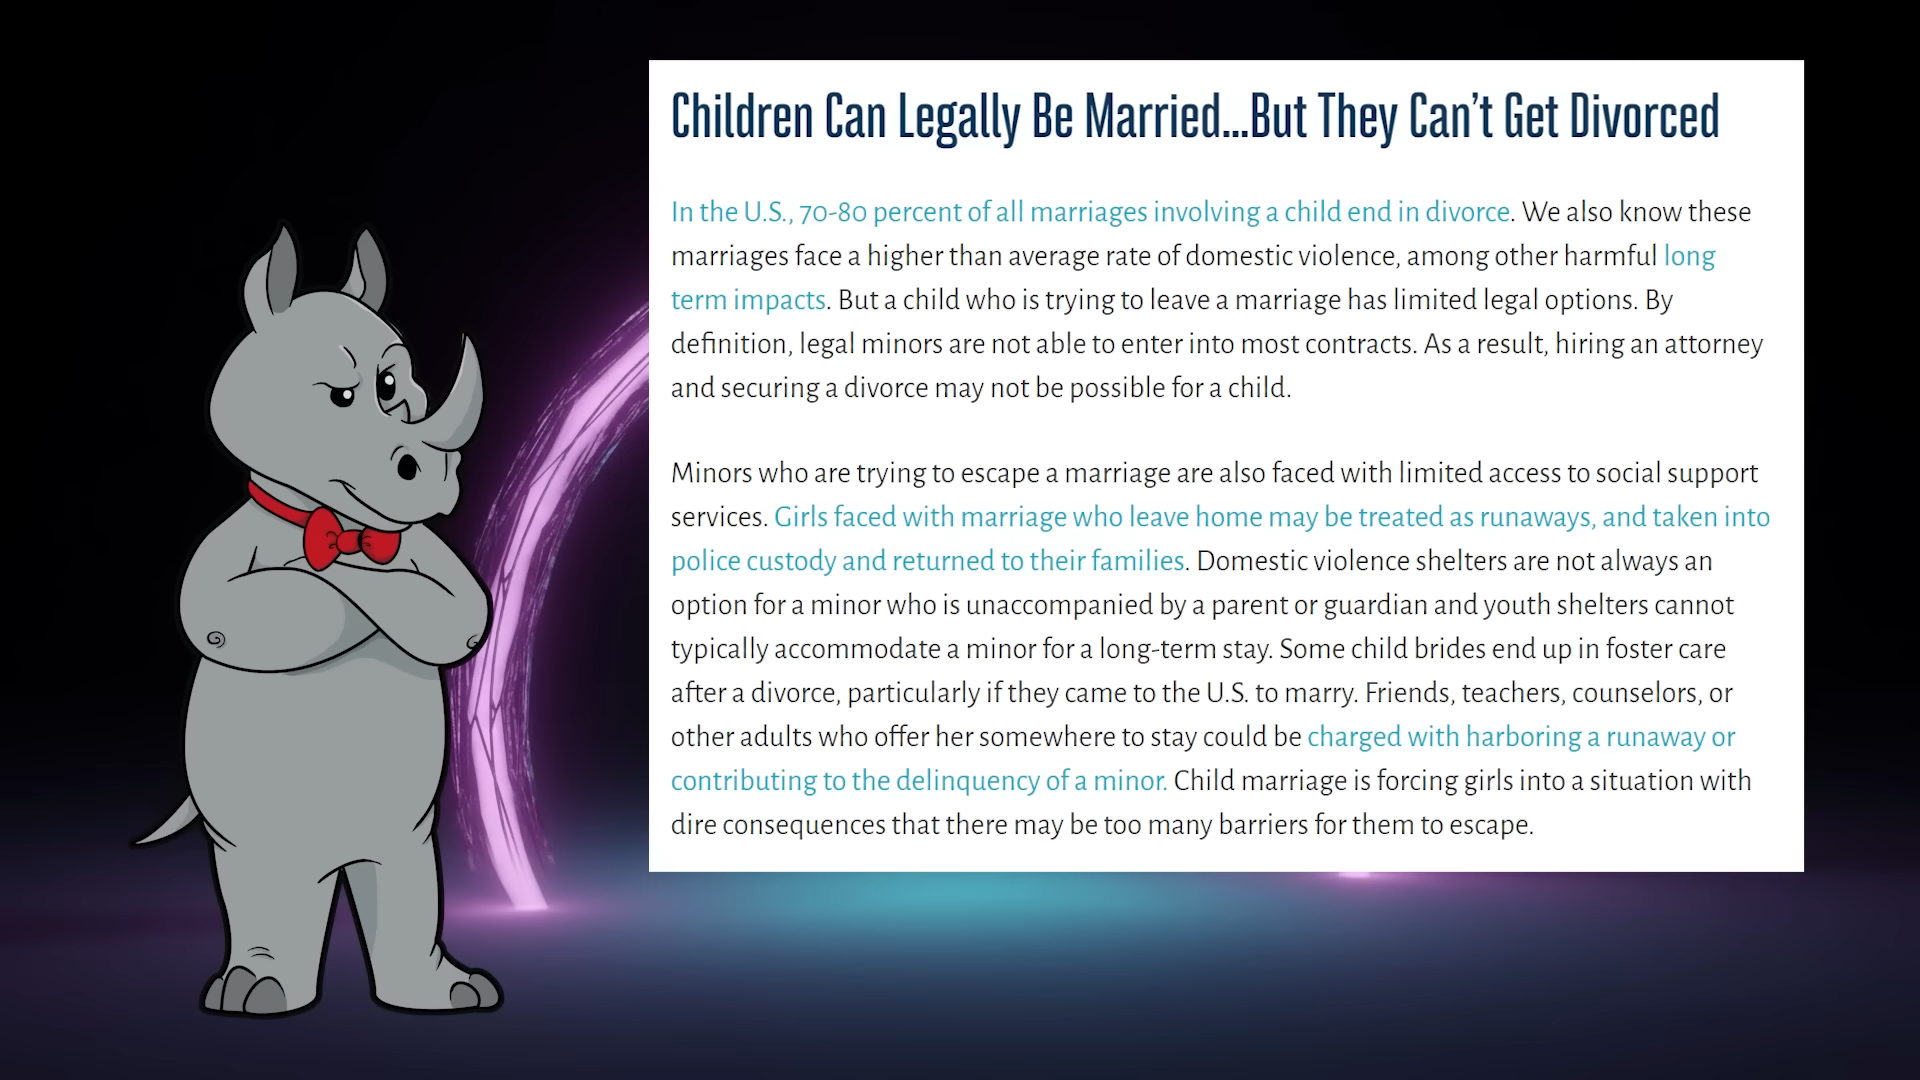 Children Can Legally Be Married...But They Can't Get Divorced
In the U.S., 70-80 percent of all marriages involving a child end in divorce. We also know these
marriages face a higher than average rate of domestic violence, among other harmful long
term impacts. But a child who is trying to leave a marriage has limited legal options. By
definition, legal minors are not able to enter into most contracts. As a result, hiring an attorney
and securing a divorce may not be possible for a child.
Minors who are trying to escape a marriage are also faced with limited access to social support
services. Girls faced with marriage who leave home may be treated as runaways, and taken into
police custody and returned to their families. Domestic violence shelters are not always an
option for a minor who is unaccompanied by a parent or guardian and youth shelters cannot
typically accommodate a minor for a long-term stay. Some child brides end up in foster care
after a divorce, particularly if they came to the U.S. to marry. Friends, teachers, counselors, or
other adults who offer her somewhere to stay could be charged with harboring a runaway or
contributing to the delinquency of a minor. Child marriage is forcing girls into a situation with
dire consequences that there may be too many barriers for them to escape.